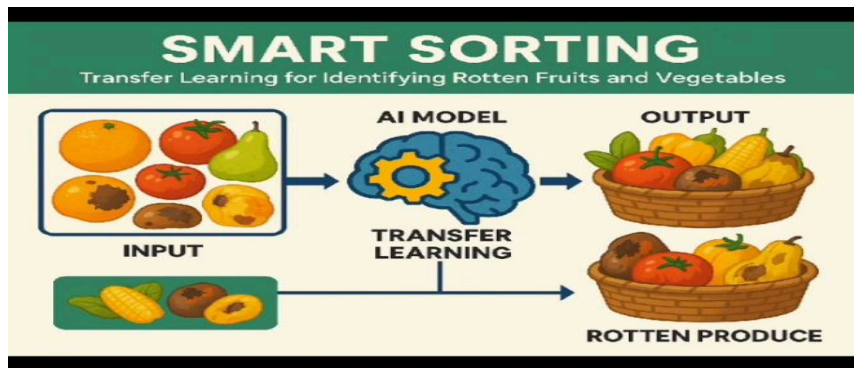 SMART SORTING
Transfer Learning for Identifying Rotten Fruits and Vegetables
AI MODEL
OUTPUT
INPUT
TRANSFER
LEARNING
ROTTEN PRODUCE